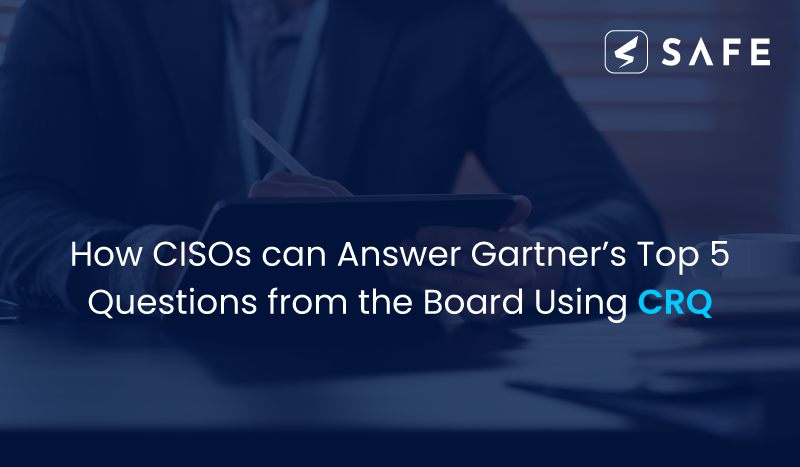 SAFE
How CISOs can Answer Gartner’s Top 5
Questions from the Board Using CRQ